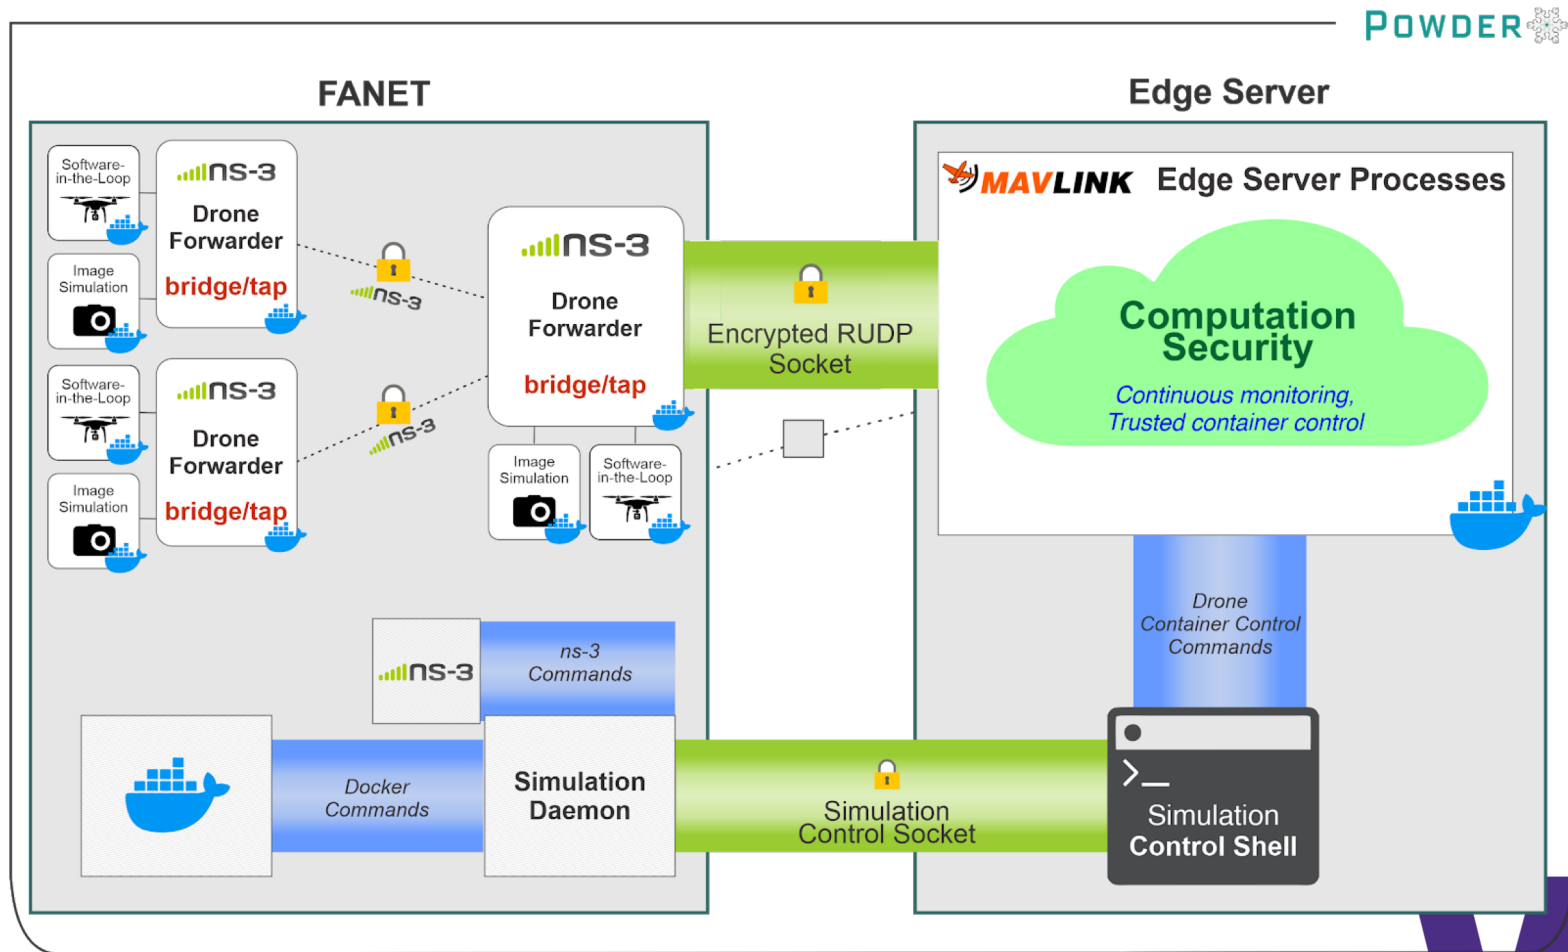 POWDER
FANET
Edge Server
Software-
in-the-Loop
ns-3
Drone
Forwarder
bridge/tap
Image
Simulation
ns-3
Software-
in-the-Loop
ns-3
Drone
Forwarder
bridge/tap
Image
Simulation
ns-3
ns-3
Drone
Forwarder
bridge/tap
Image
Simulation
Software-
in-the-Loop
Encrypted RUDP
Socket
MAVLINK Edge Server Processes
Computation
Security
Continuous monitoring,
Trusted container control
Drone
Container Control
Commands
ns-3
ns-3
Commands
Docker
Commands
Simulation
Daemon
Simulation
Control Socket
>_
Simulation
Control Shell